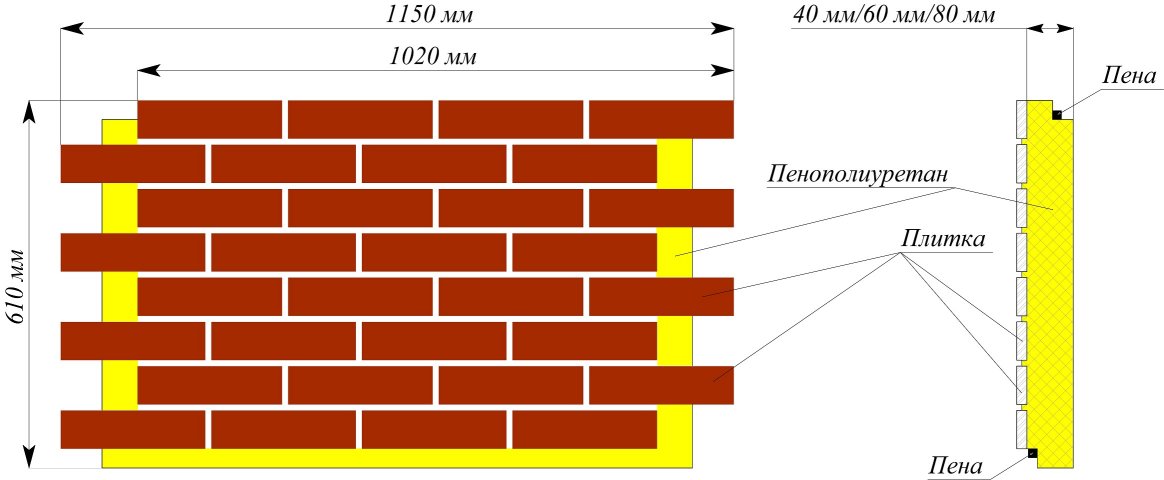 1150 мм
40 мм/60 мм/80 мм
1020 мм
Пена
Пенополиуретан
Плитка
610 мм
Пена